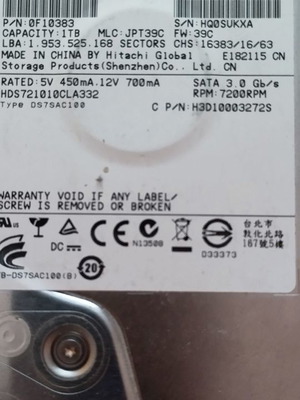 P/N:0F10383 S/N:HQ0SUKXA
CAPACITY:1TB MLC:JPT39C FW:39C
LBA:1.953.525.168 SECTORS CHS:16383/16/63
MADE IN CHINA BY Hitachi Global E182115 CN
Storage Products(Shenzhen)Co., Ltd. CN
RATED:5V 450mA.12V 700mA SATA 3.0 Gb/s
HDS721010CLA332 RPM:7200RPM
Type DS7SAC100 C P/N:H3D10003272S
WARRANTY VOID IF ANY LABEL/
SCREW IS REMOVED OR BROKEN
US
DC
N13508
D33373
台北市
敦化北路
167號5樓
B-DS7SAC100(B)
20